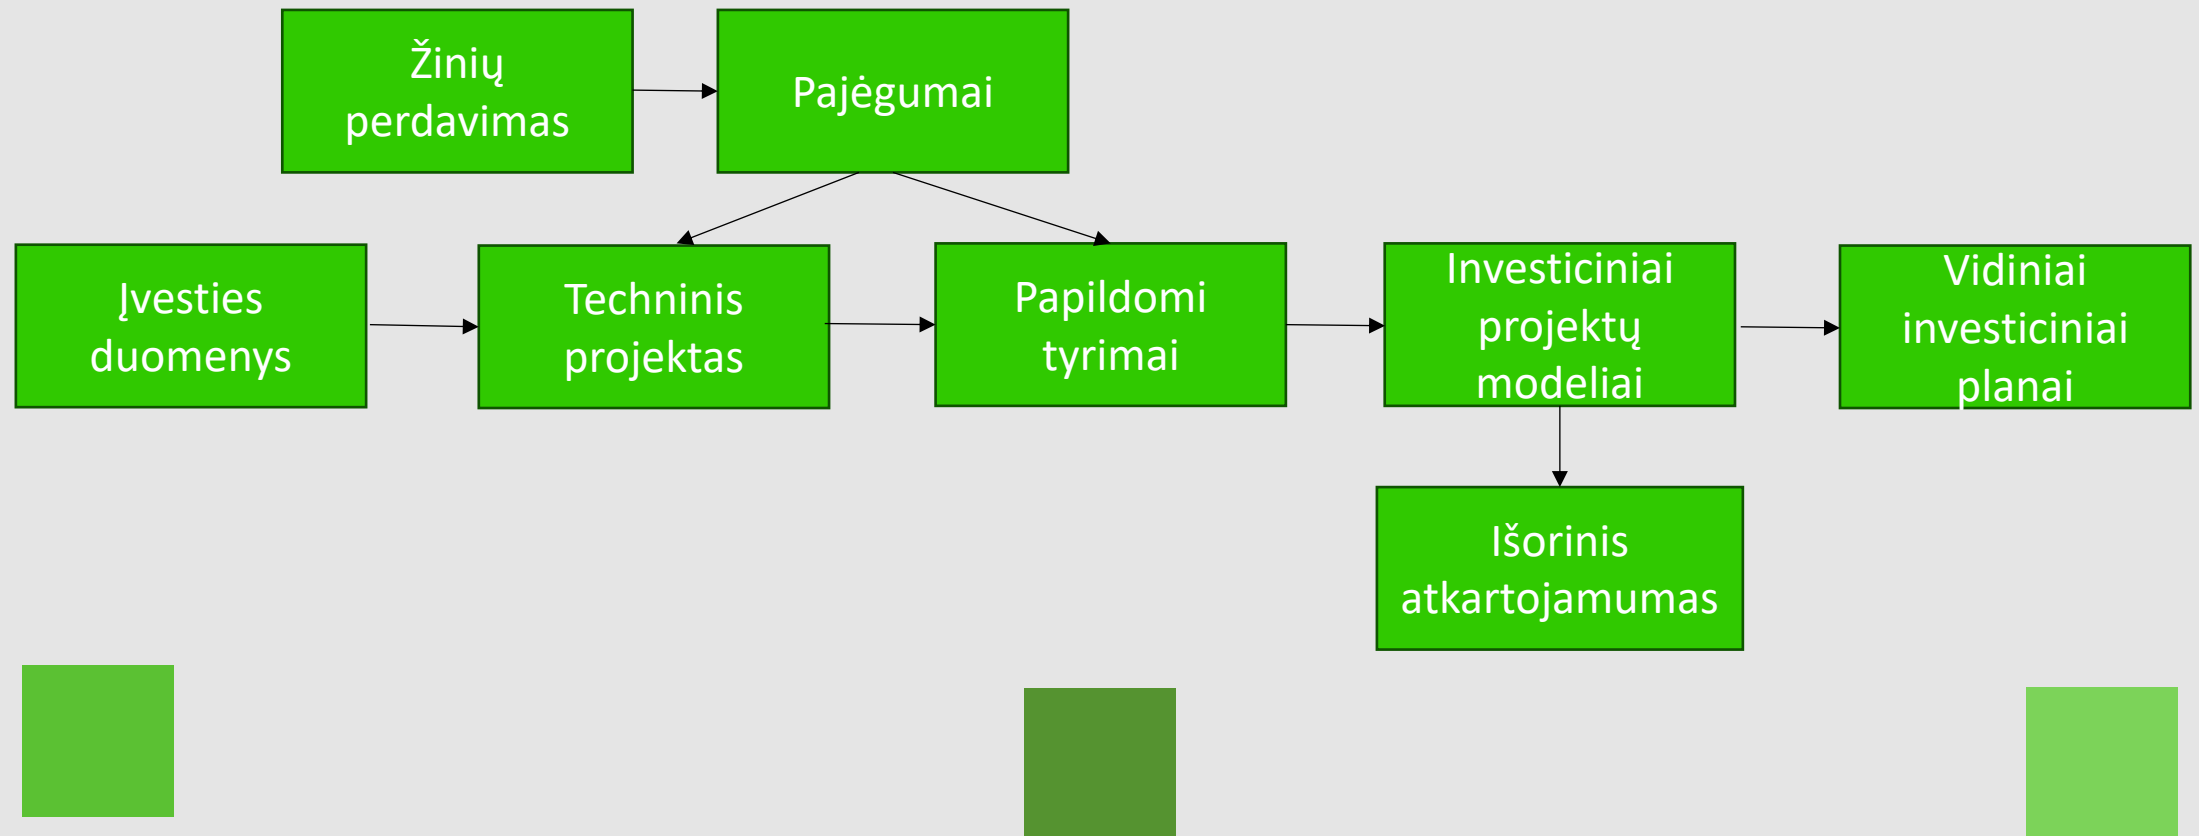 Žinių
perdavimas
Pajėgumai
Įvesties
duomenys
Techninis
projektas
Papildomi
tyrimai
Investiciniai
projektų
modeliai
Vidiniai
investiciniai
planai
Išorinis
atkartojamumas